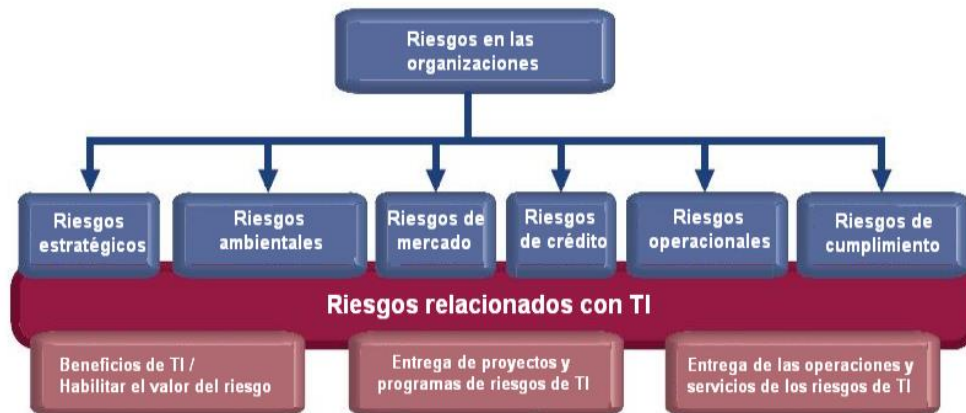 Riesgos en las
organizaciones
Riesgos
estratégicos
Riesgos
ambientales
Riesgos de
mercado
Riesgos
de crédito
Riesgos
operacionales
Riesgos de
cumplimiento
Riesgos relacionados con TI
Beneficios de TI /
Habilitar el valor del riesgo
Entrega de proyectos y
programas de riesgos de TI
Entrega de las operaciones y
servicios de los riesgos de TI